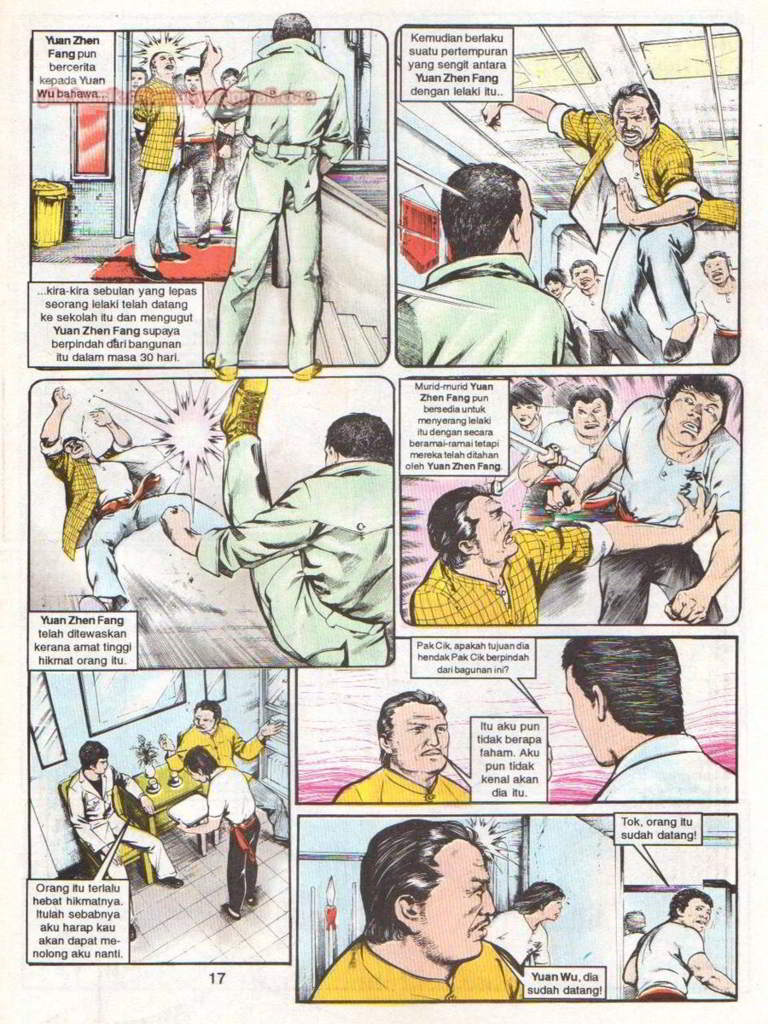 Yuan Zhen
Fang pun
bercerita
kepada Yuan
Wu bahawa...
...kira-kira sebulan yang lepas
seorang lelaki telah datang
ke sekolah itu dan mengugut
Yuan Zhen Fang supaya
berpindah dari bangunan
itu dalam masa 30 hari.
Kemudian berlaku
suatu pertempuran
yang sengit antara
Yuan Zhen Fang
dengan lelaki itu..
Yuan Zhen Fang
telah ditewaskan
kerana amat tinggi
hikmat orang itu.
Murid-murid Yuan
Zhen Fang pun
bersedia untuk
menyerang lelaki
itu dengan secara
beramai-ramai tetapi
mereka telah ditahan
oleh Yuan Zhen Fang.
Orang itu terlalu
hebat hikmatnya.
Itulah sebabnya
aku harap kau
akan dapat me-
nolong aku nanti.
Pak Cik, apakah tujuan dia
hendak Pak Cik berpindah
dari bagunan ini?
Itu aku pun
tidak berapa
faham. Aku
pun tidak
kenal akan
dia itu.
Tok, orang itu
sudah datang!
Yuan Wu, dia
sudah datang!
17